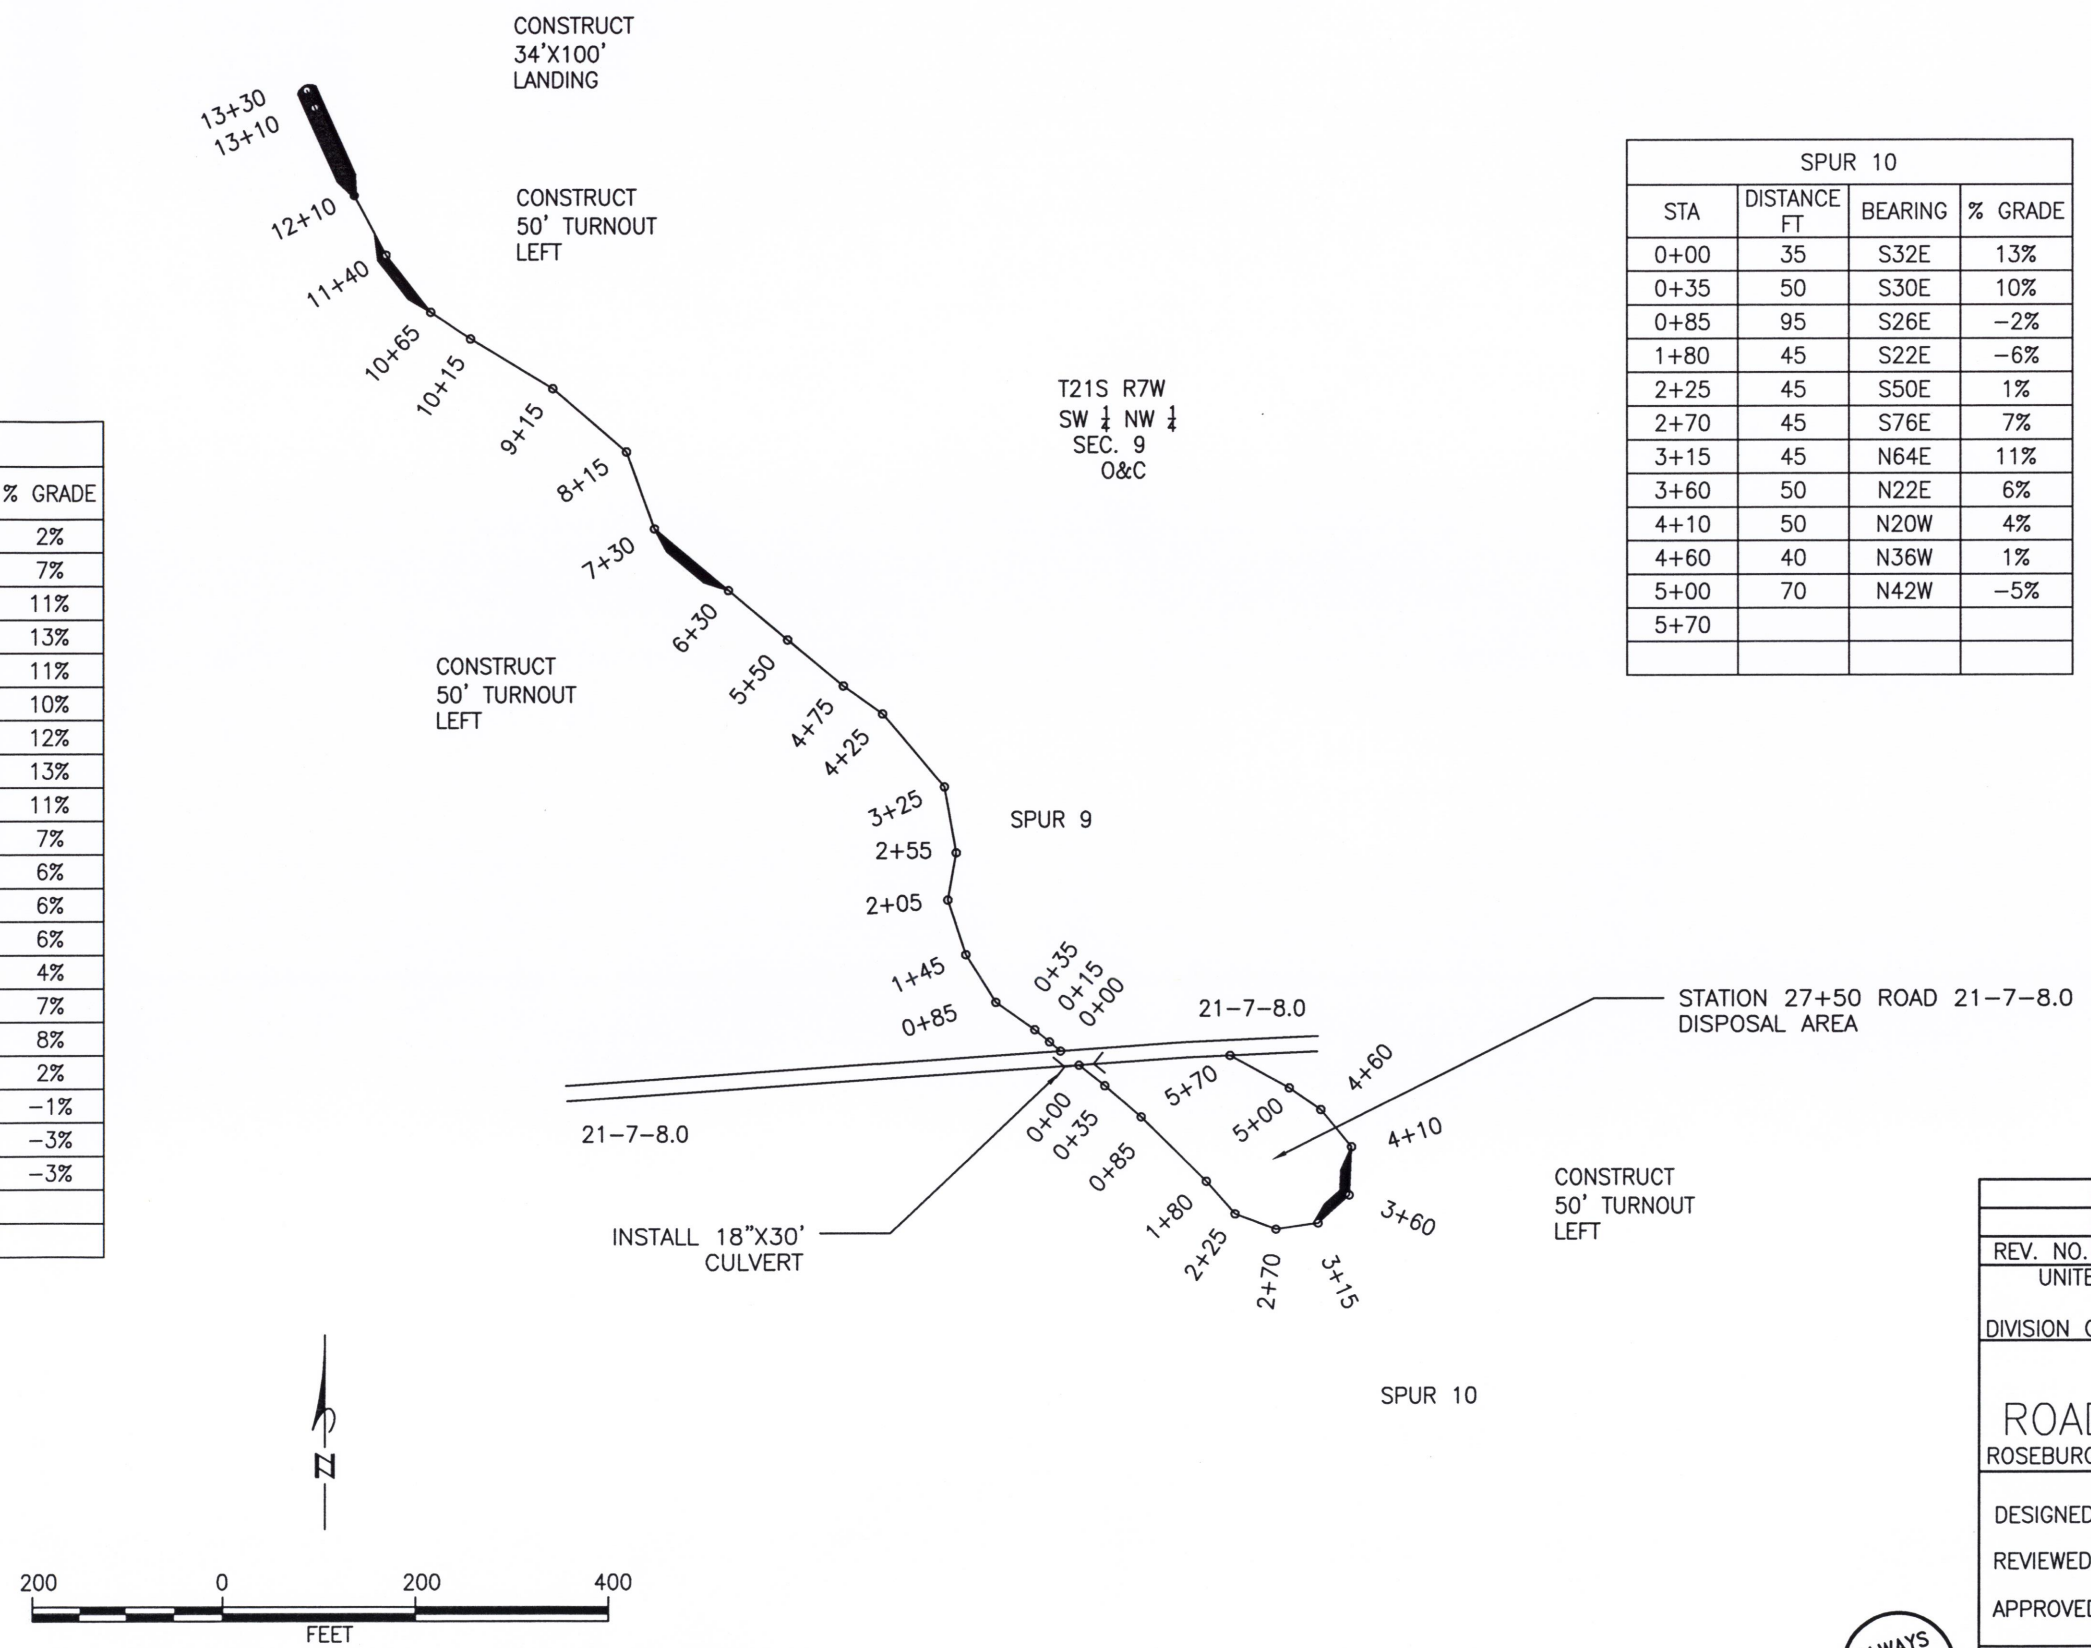 CONSTRUCT
34'X100'
LANDING
13+30
13+10
12+10
11+40
10+65
10+15
9+15
8+15
7+30
6+30
5+50
4+75
4+25
3+25
2+55
2+05
1+45
0+85
0+35
0+15
0+00
CONSTRUCT
50' TURNOUT
LEFT
CONSTRUCT
50' TURNOUT
LEFT
T21S R7W
SW 1/4 NW 1/4
SEC. 9
O&C
SPUR 9
21-7-8.0
21-7-8.0
INSTALL 18"X30'
CULVERT
0+00
0+35
0+85
1+80
2+25
2+70
3+15
3+60
4+10
4+60
5+00
5+70
STATION 27+50 ROAD 21-7-8.0
DISPOSAL AREA
CONSTRUCT
50' TURNOUT
LEFT
SPUR 10
% GRADE
2%
7%
11%
13%
11%
10%
12%
13%
11%
7%
6%
6%
6%
4%
7%
8%
2%
-1%
-3%
-3%
SPUR 10
STA DISTANCE FT BEARING % GRADE
0+00 35 S32E 13%
0+35 50 S30E 10%
0+85 95 S26E -2%
1+80 45 S22E -6%
2+25 45 S50E 1%
2+70 45 S76E 7%
3+15 45 N64E 11%
3+60 50 N22E 6%
4+10 50 N20W 4%
4+60 40 N36W 1%
5+00 70 N42W -5%
5+70
N
200 0 200 400
FEET
REV. NO.
UNITE
DIVISION
ROA
ROSEBUR
DESIGNED
REVIEWED
APPROVED
WAYS